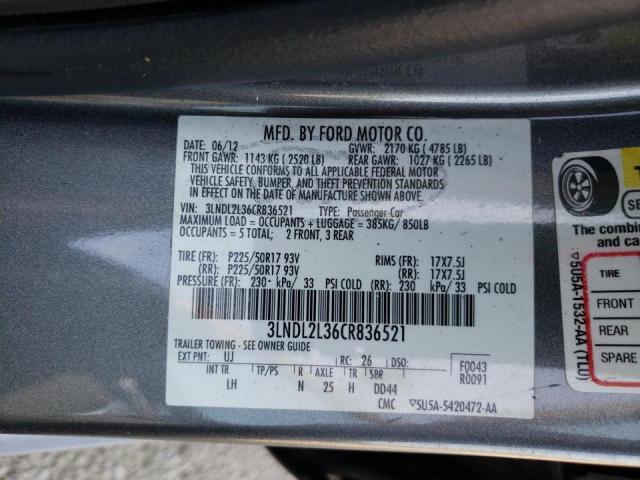 MFD. BY FORD MOTOR CO.
DATE: 06/12 GVWR: 2170 KG ( 4785 LB)
FRONT GAWR: 1143 KG ( 2520 LB) REAR GAWR: 1027 KG ( 2265 LB)
THIS VEHICLE CONFORMS TO ALL APPLICABLE FEDERAL MOTOR
VEHICLE SAFETY, BUMPER, AND THEFT PREVENTION STANDARDS
IN EFFECT ON THE DATE OF MANUFACTURE SHOWN ABOVE.
VIN: 3LNDL2L36CR836521 TYPE: Passenger Car
MAXIMUM LOAD = OCCUPANTS + LUGGAGE = 385KG/ 850LB
OCCUPANTS = 5 TOTAL; 2 FRONT, 3 REAR
TIRE (FR): P225/50R17 93V RIMS (FR): 17X7.5J
(RR): P225/50R17 93V (RR): 17X7.5J
PRESSURE (FR): 230 kPa/ 33 PSI COLD (RR): 230 kPa/ 33 PSI COLD
3LNDL2L36CR836521
TRAILER TOWING - SEE OWNER GUIDE
EXT PNT: UJ RC: 26 DSO: F0043
INT TR TP/PS R AXLE TR SBR R0091
LH N 25 H DD44
CMC 5U5A-5420472-AA
T
SE
The combine
and ca
TIRE
FRONT
REAR
SPARE
5U5A-1532-AA (TLU)